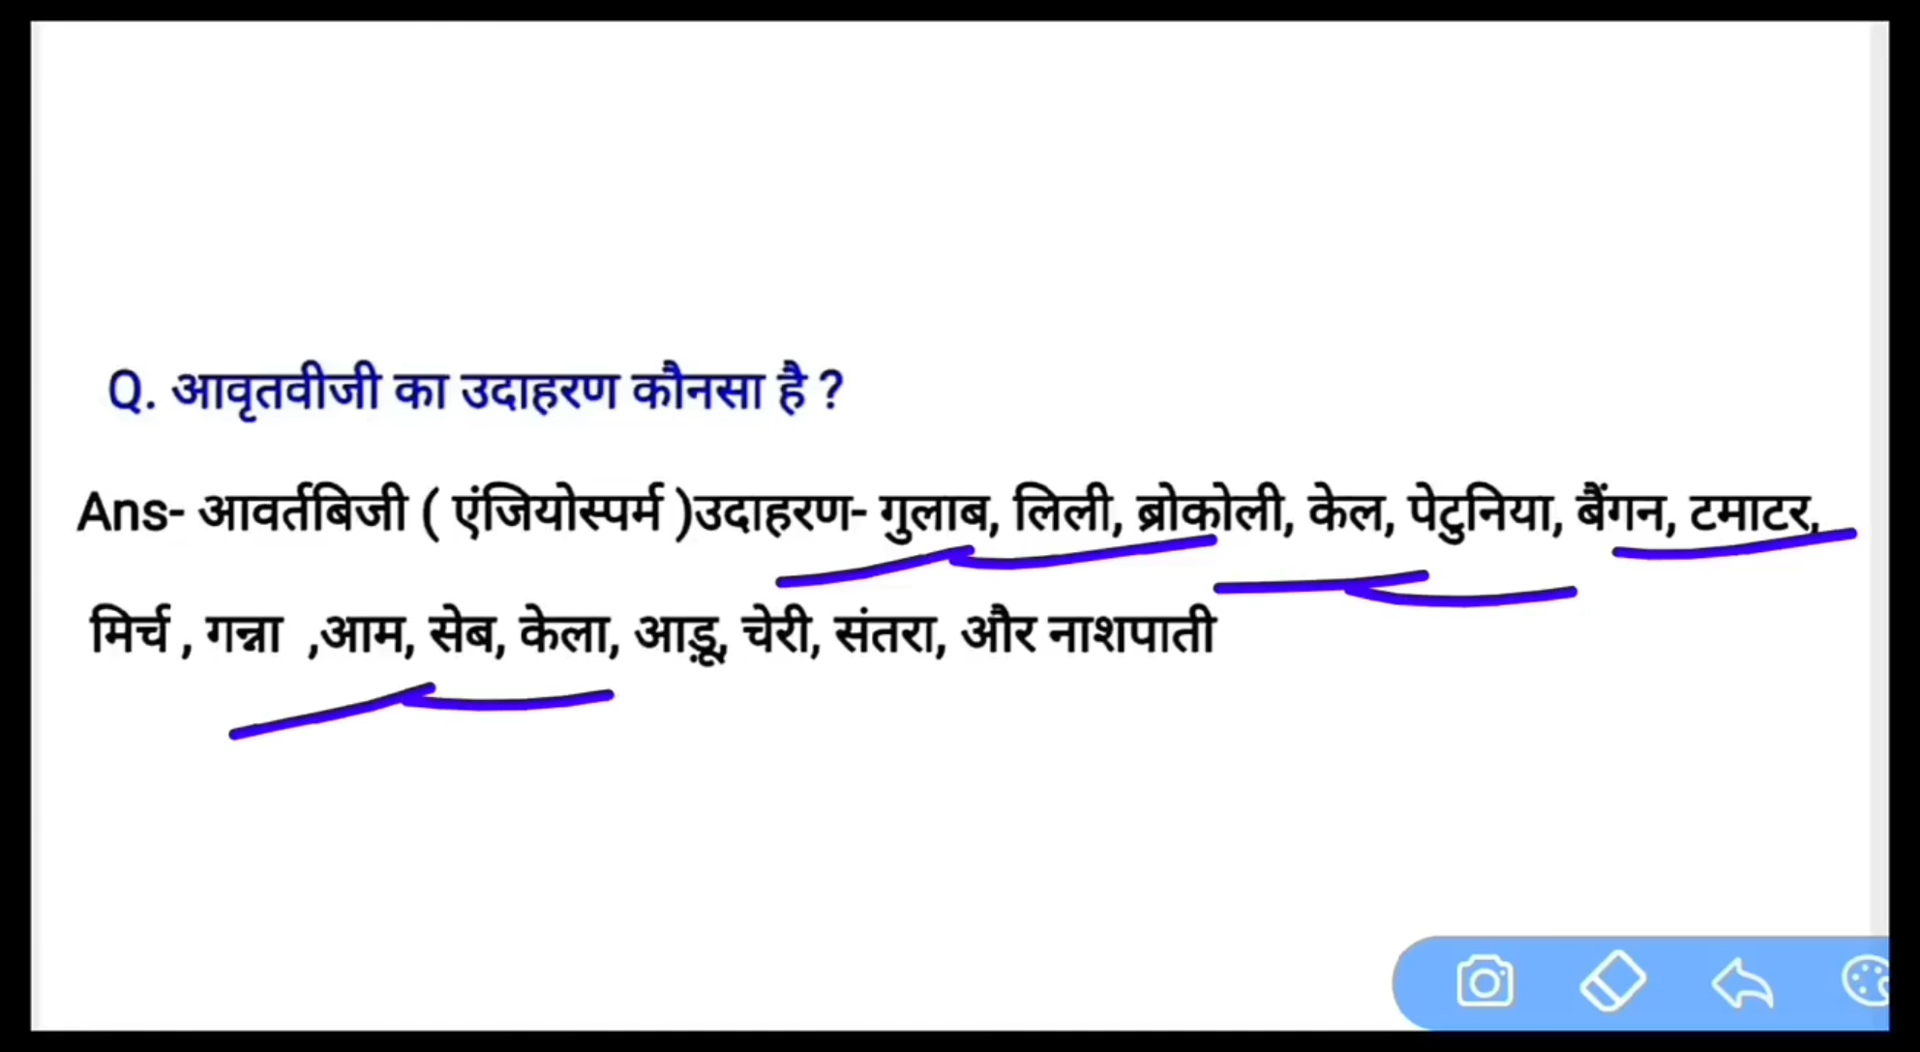 Q. आवृतवीजी का उदाहरण कौनसा है ?
Ans- आवर्तबिजी ( एंजियोस्पर्म )उदाहरण- गुलाब, लिली, ब्रोकोली, केल, पेटुनिया, बैंगन, टमाटर,
मिर्च , गन्ना ,आम, सेब, केला, आड़ू, चेरी, संतरा, और नाशपाती